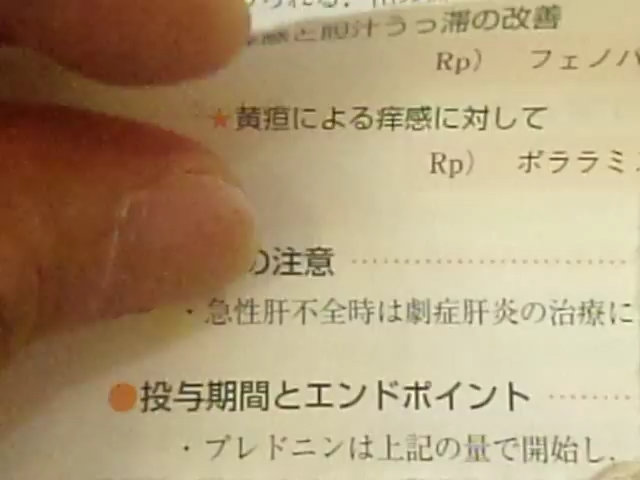 と胆汁うっ滞の改善
Rp) フェノバ
★黄疸による痒感に対して
Rp) ポララミ
の注意
・急性肝不全時は劇症肝炎の治療に
●投与期間とエンドポイント
・プレドニンは上記の量で開始し，